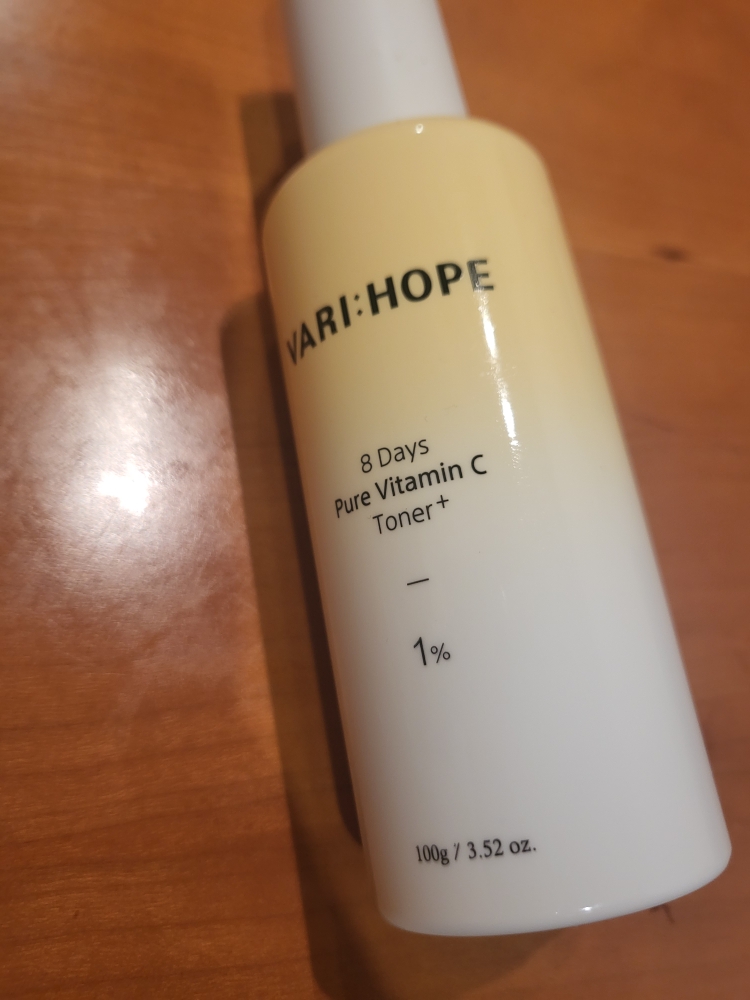 VARI:HOPE
8 Days
Pure Vitamin C
Toner+
—
1%
100g / 3.52 oz.